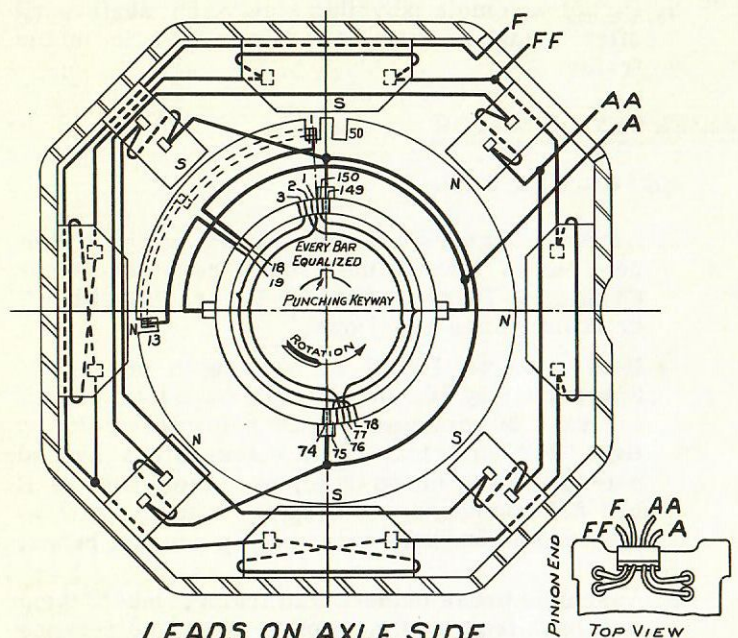 F
FF
AA
A
S
50
S
N
150
149
1
2
3
EVERY BAR
EQUALIZED
18
19
PUNCHING KEYWAY
N
13
N
ROTATION
78
77
76
75
74
N
S
S
F AA
FF A
PINION END
TOP VIEW
LEADS ON AXLE SIDE